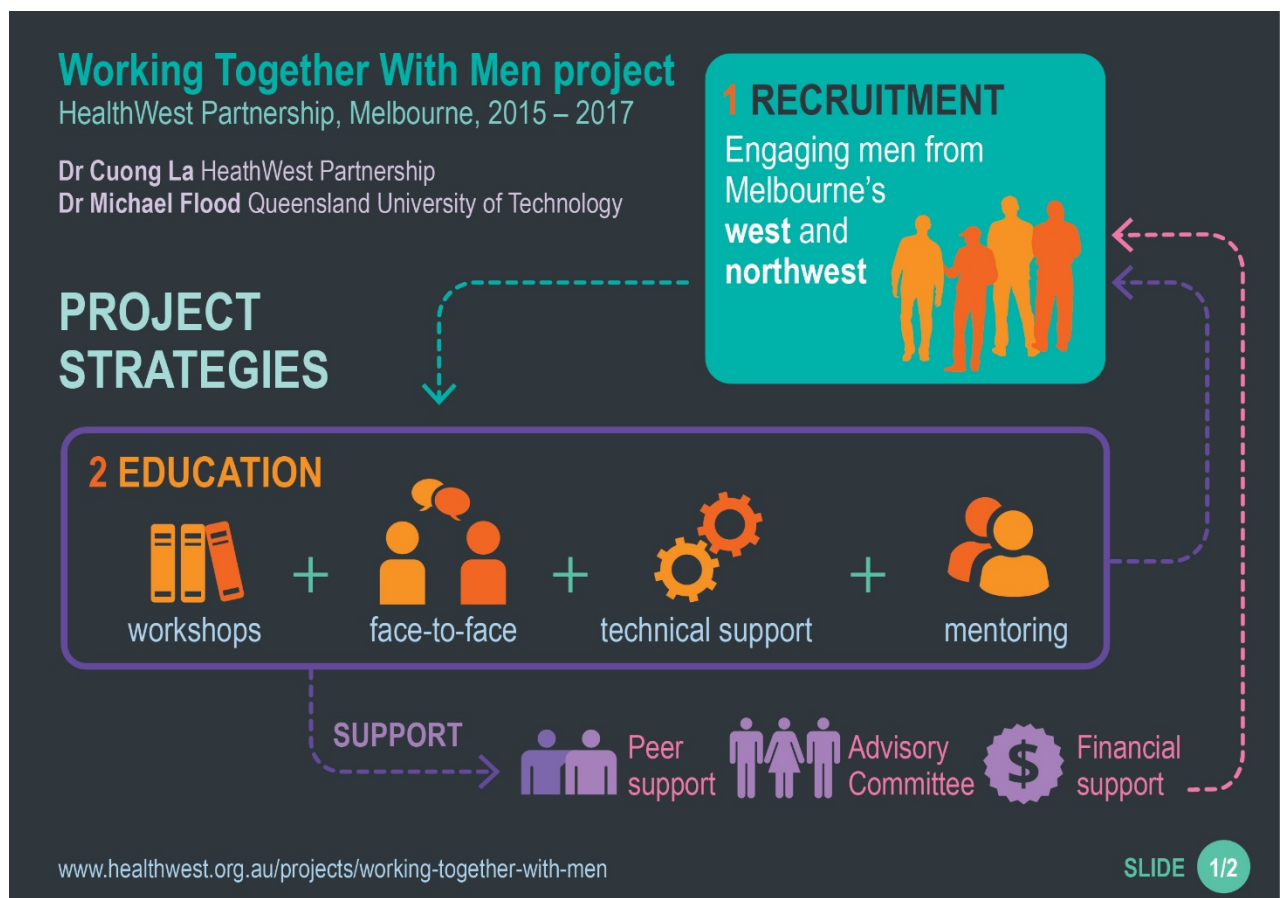 Working Together With Men project
HealthWest Partnership, Melbourne, 2015 – 2017
Dr Cuong La HeathWest Partnership
Dr Michael Flood Queensland University of Technology
1 RECRUITMENT
Engaging men from
Melbourne's
west and
northwest
PROJECT
STRATEGIES
2 EDUCATION
workshops
+
face-to-face
+
technical support
+
mentoring
SUPPORT
Peer
support
Advisory
Committee
$
Financial
support
www.healthwest.org.au/projects/working-together-with-men
SLIDE 1/2